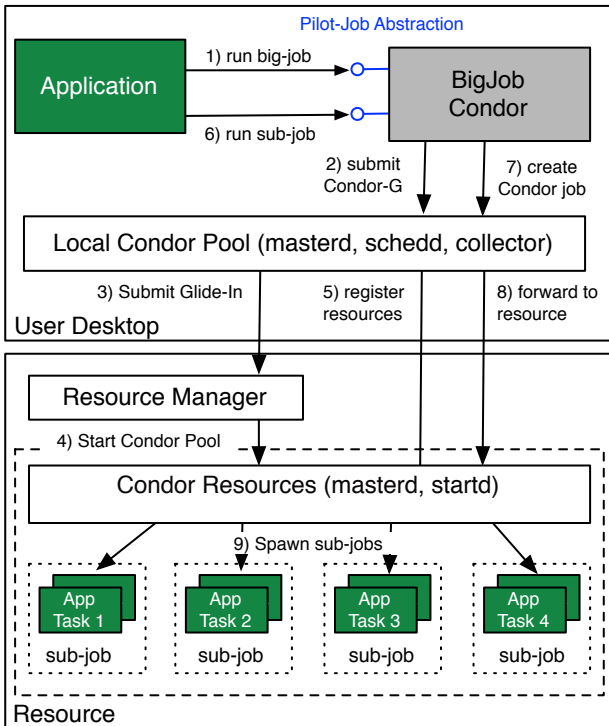 Pilot-Job Abstraction
1) run big-job
Application
BigJob
Condor
6) run sub-job
2) submit
Condor-G
7) create
Condor job
Local Condor Pool (masterd, schedd, collector)
3) Submit Glide-In
5) register
resources
8) forward to
resource
User Desktop
Resource Manager
4) Start Condor Pool
Condor Resources (masterd, startd)
9) Spawn sub-jobs
App
Task 1
sub-job
App
Task 2
sub-job
App
Task 3
sub-job
App
Task 4
sub-job
Resource